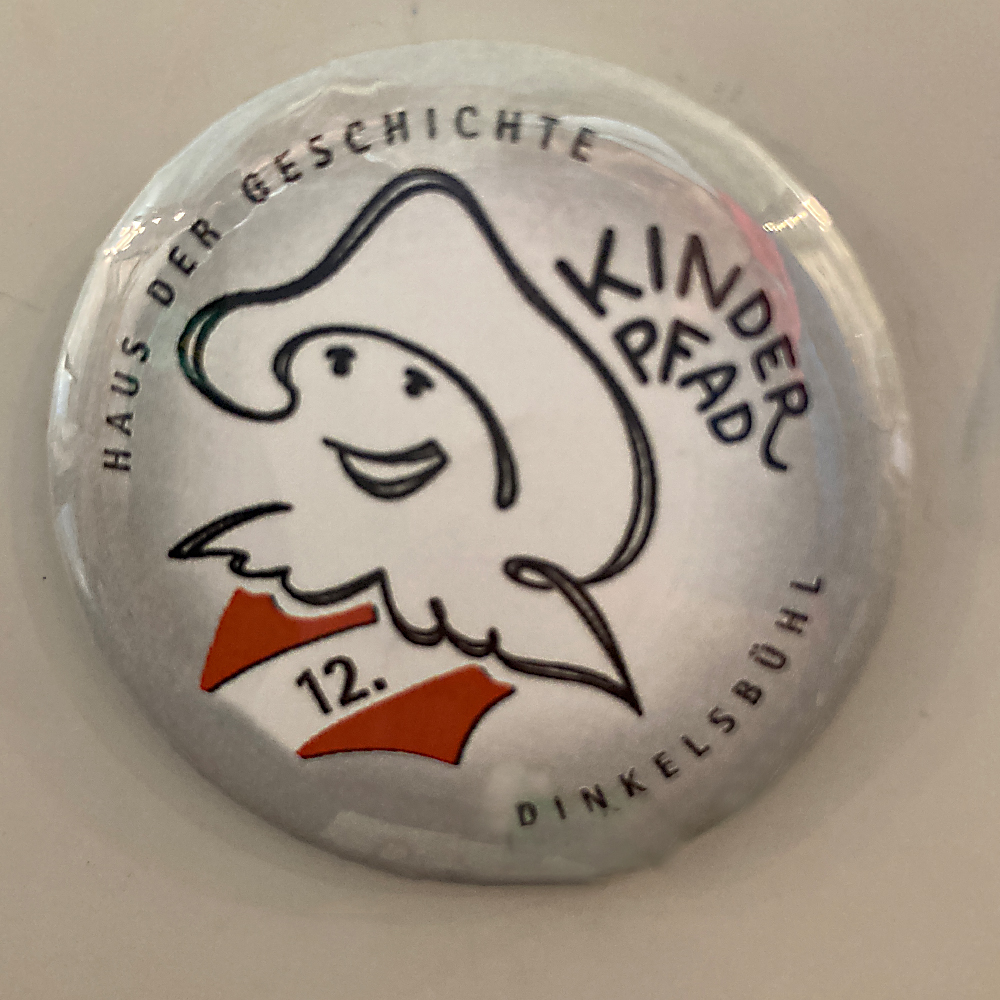 HAUS DER GESCHICHTE
KINDER
PFAD
12.
DINKELSBÜHL